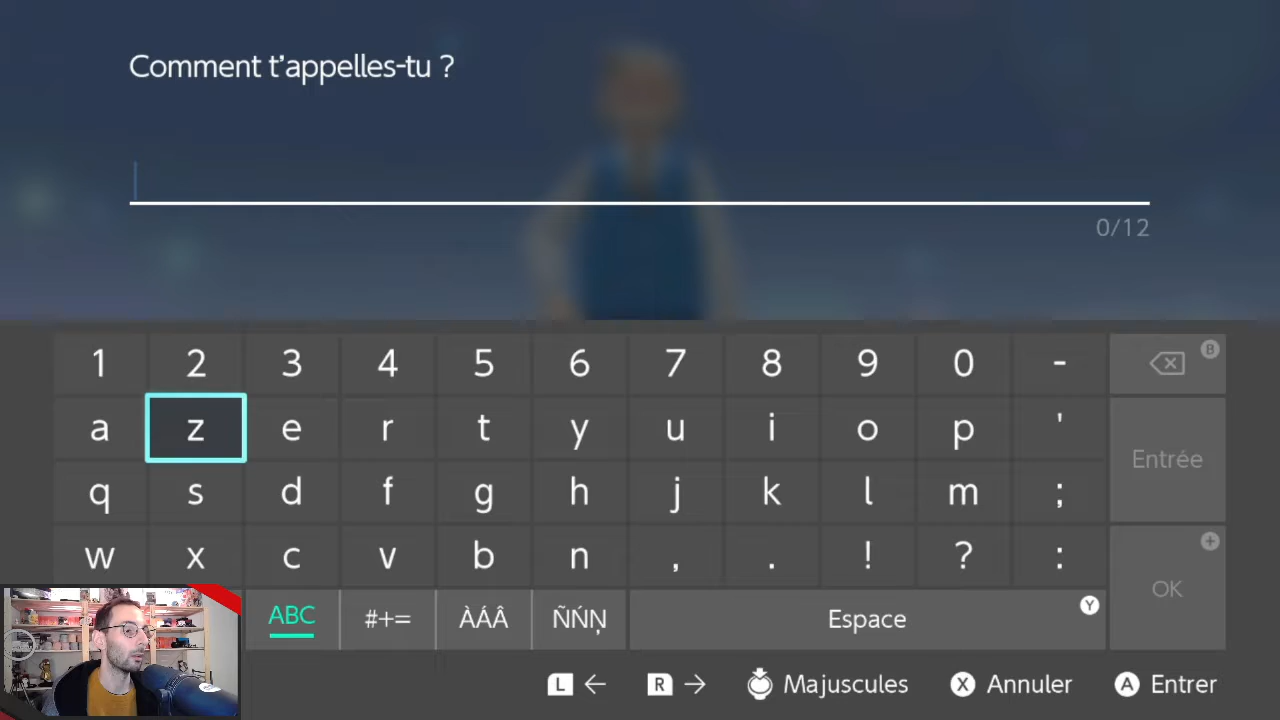 Comment t'appelles-tu ?
0/12
1 2 3 4 5 6 7 8 9 0 - B
a z e r t y u i o p ' Entrée
q s d f g h j k l m ;
w x c v b n , . ! ? : +
OK
ABC #+= ÀÁÂ ÑŃŅ Espace Y
L ← R → Majuscules X Annuler A Entrer